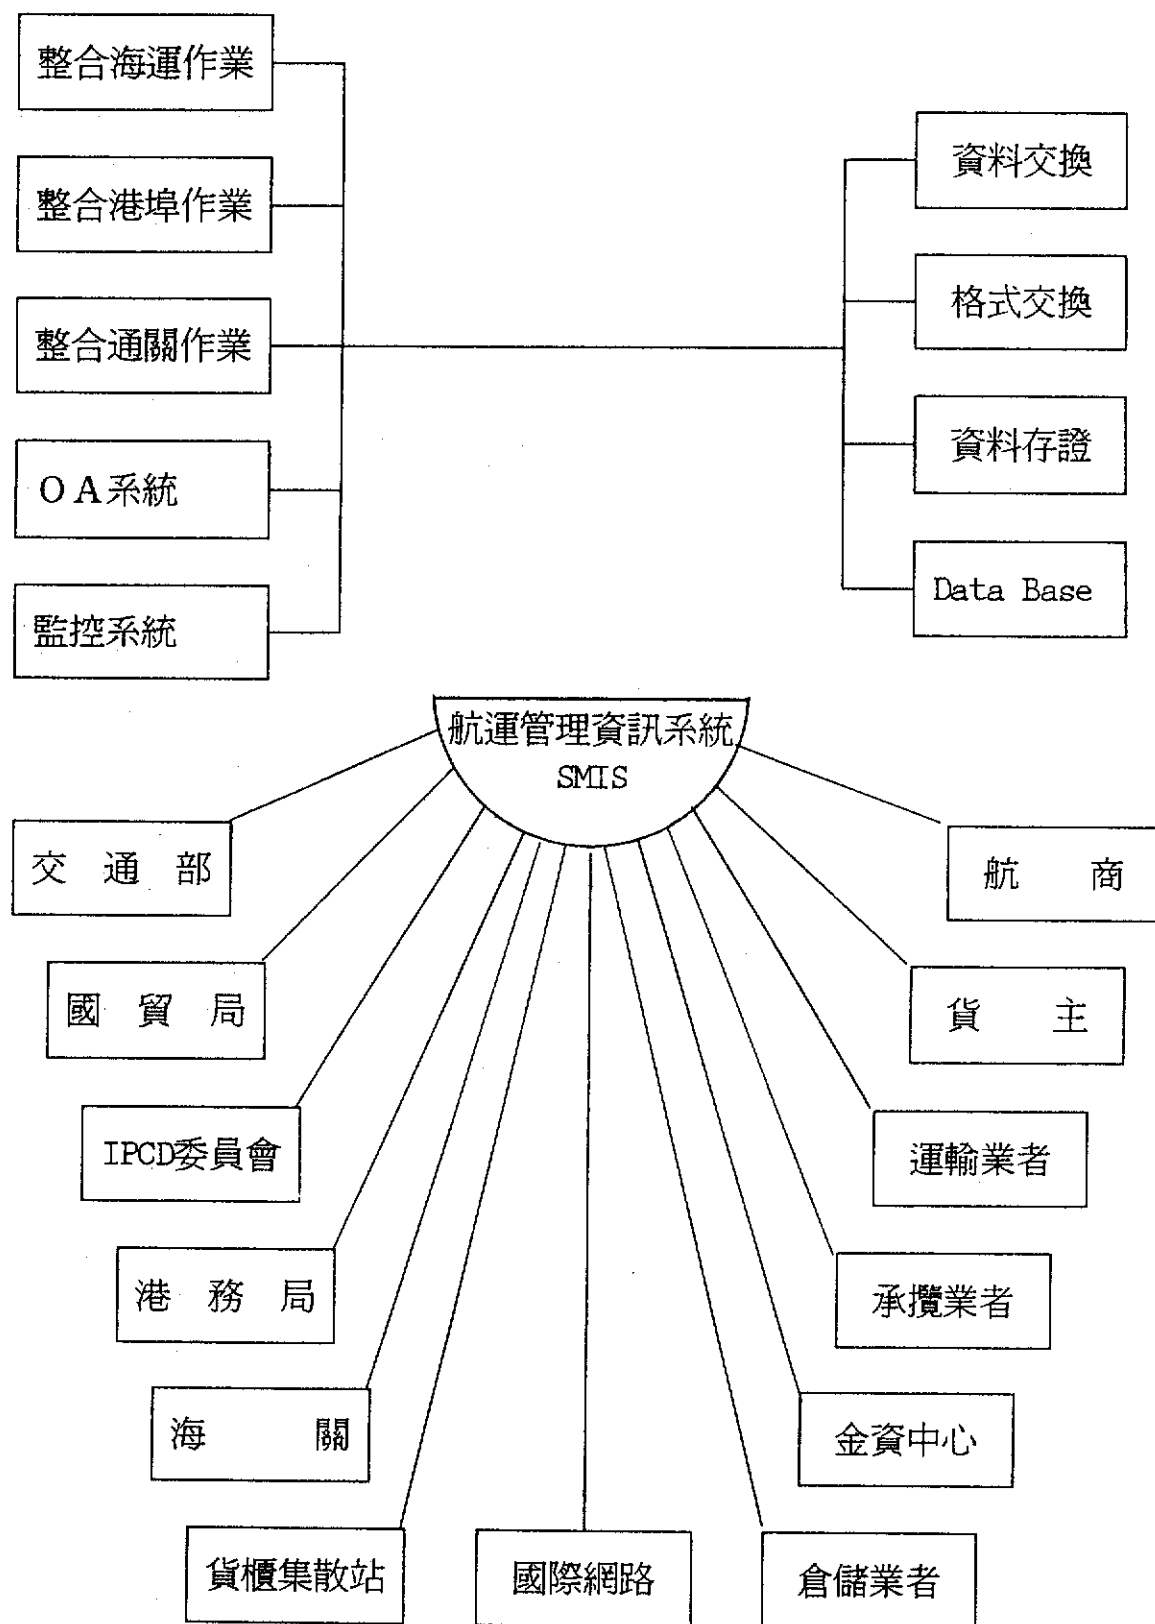 整合海運作業
整合港埠作業
整合通關作業
OA系統
監控系統
資料交換
格式交換
資料存證
Data Base
航運管理資訊系統
SMIS
交通部
國貿局
IPCD委員會
港務局
海關
貨櫃集散站
國際網路
倉儲業者
金資中心
承攬業者
運輸業者
貨主
航商